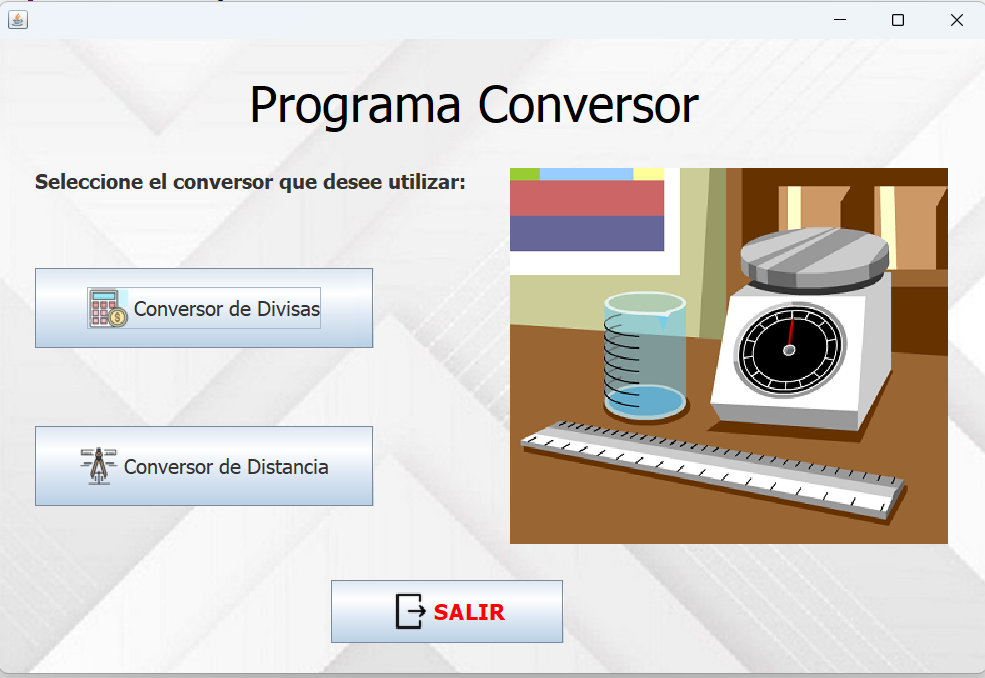 Programa Conversor
Seleccione el conversor que desee utilizar:
Conversor de Divisas
Conversor de Distancia
SALIR